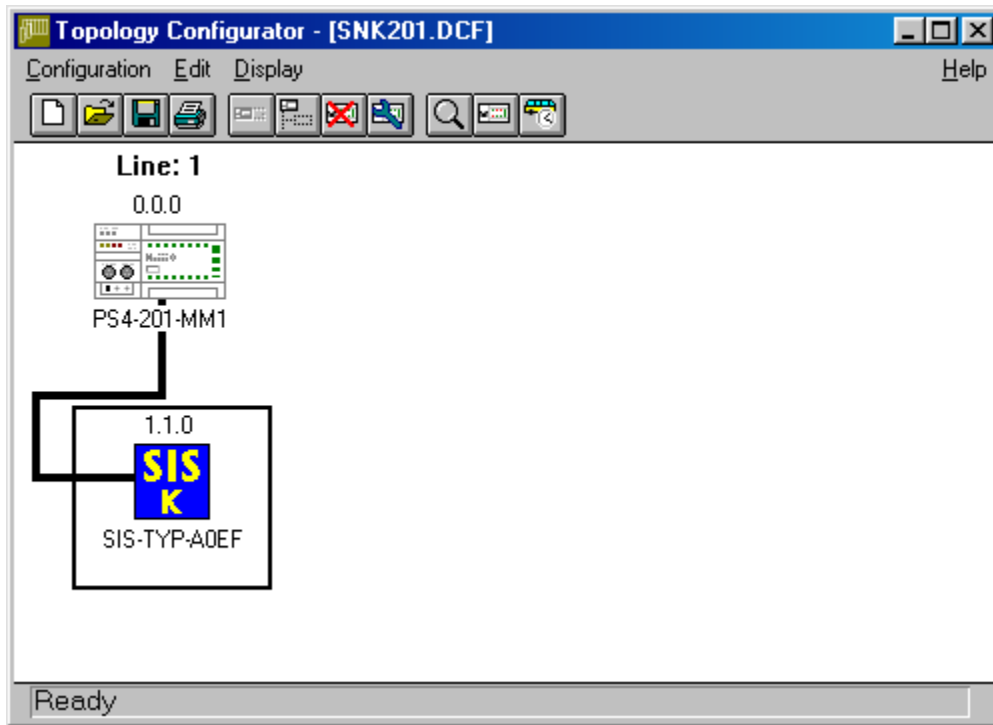 Topology Configurator - [SNK201.DCF]
Configuration Edit Display Help
Line: 1
0.0.0
PS4-201-MM1
1.1.0
SIS
K
SIS-TYP-A0EF
Ready